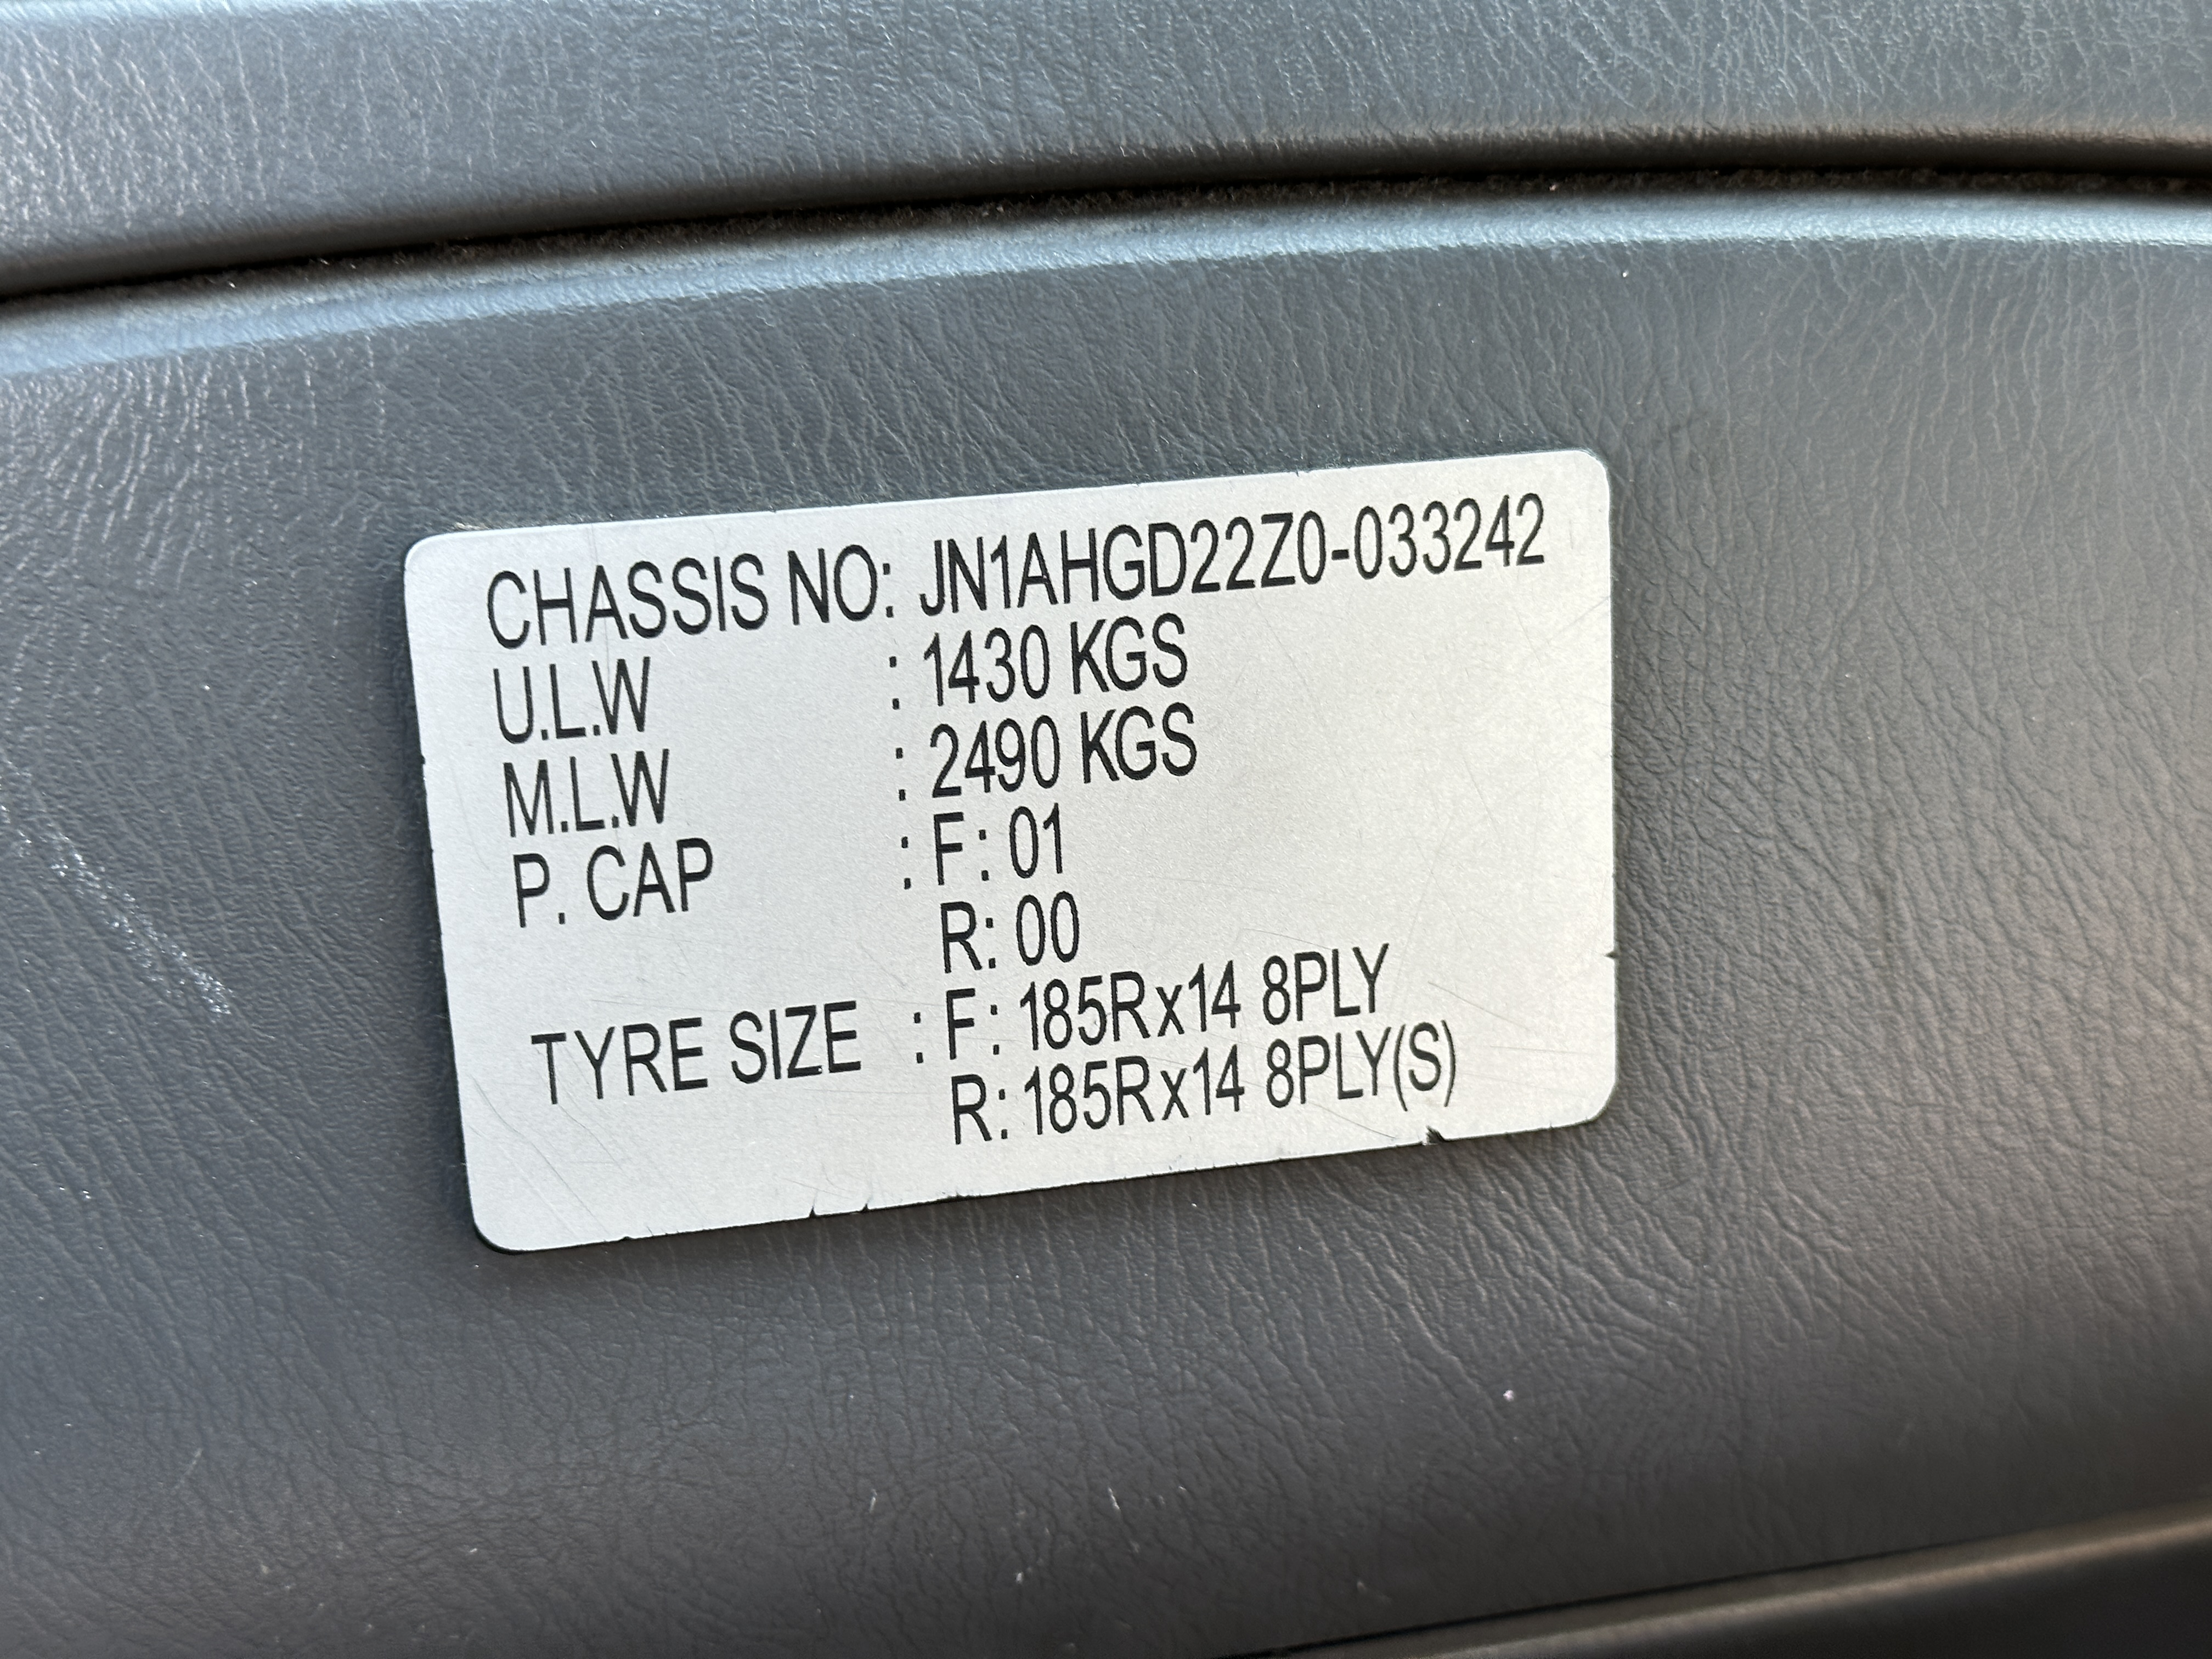 CHASSIS NO: JN1AHGD22Z0-033242
U.L.W : 1430 KGS
M.L.W : 2490 KGS
P. CAP : F: 01
R: 00
TYRE SIZE : F: 185Rx14 8PLY
R: 185Rx14 8PLY(S)